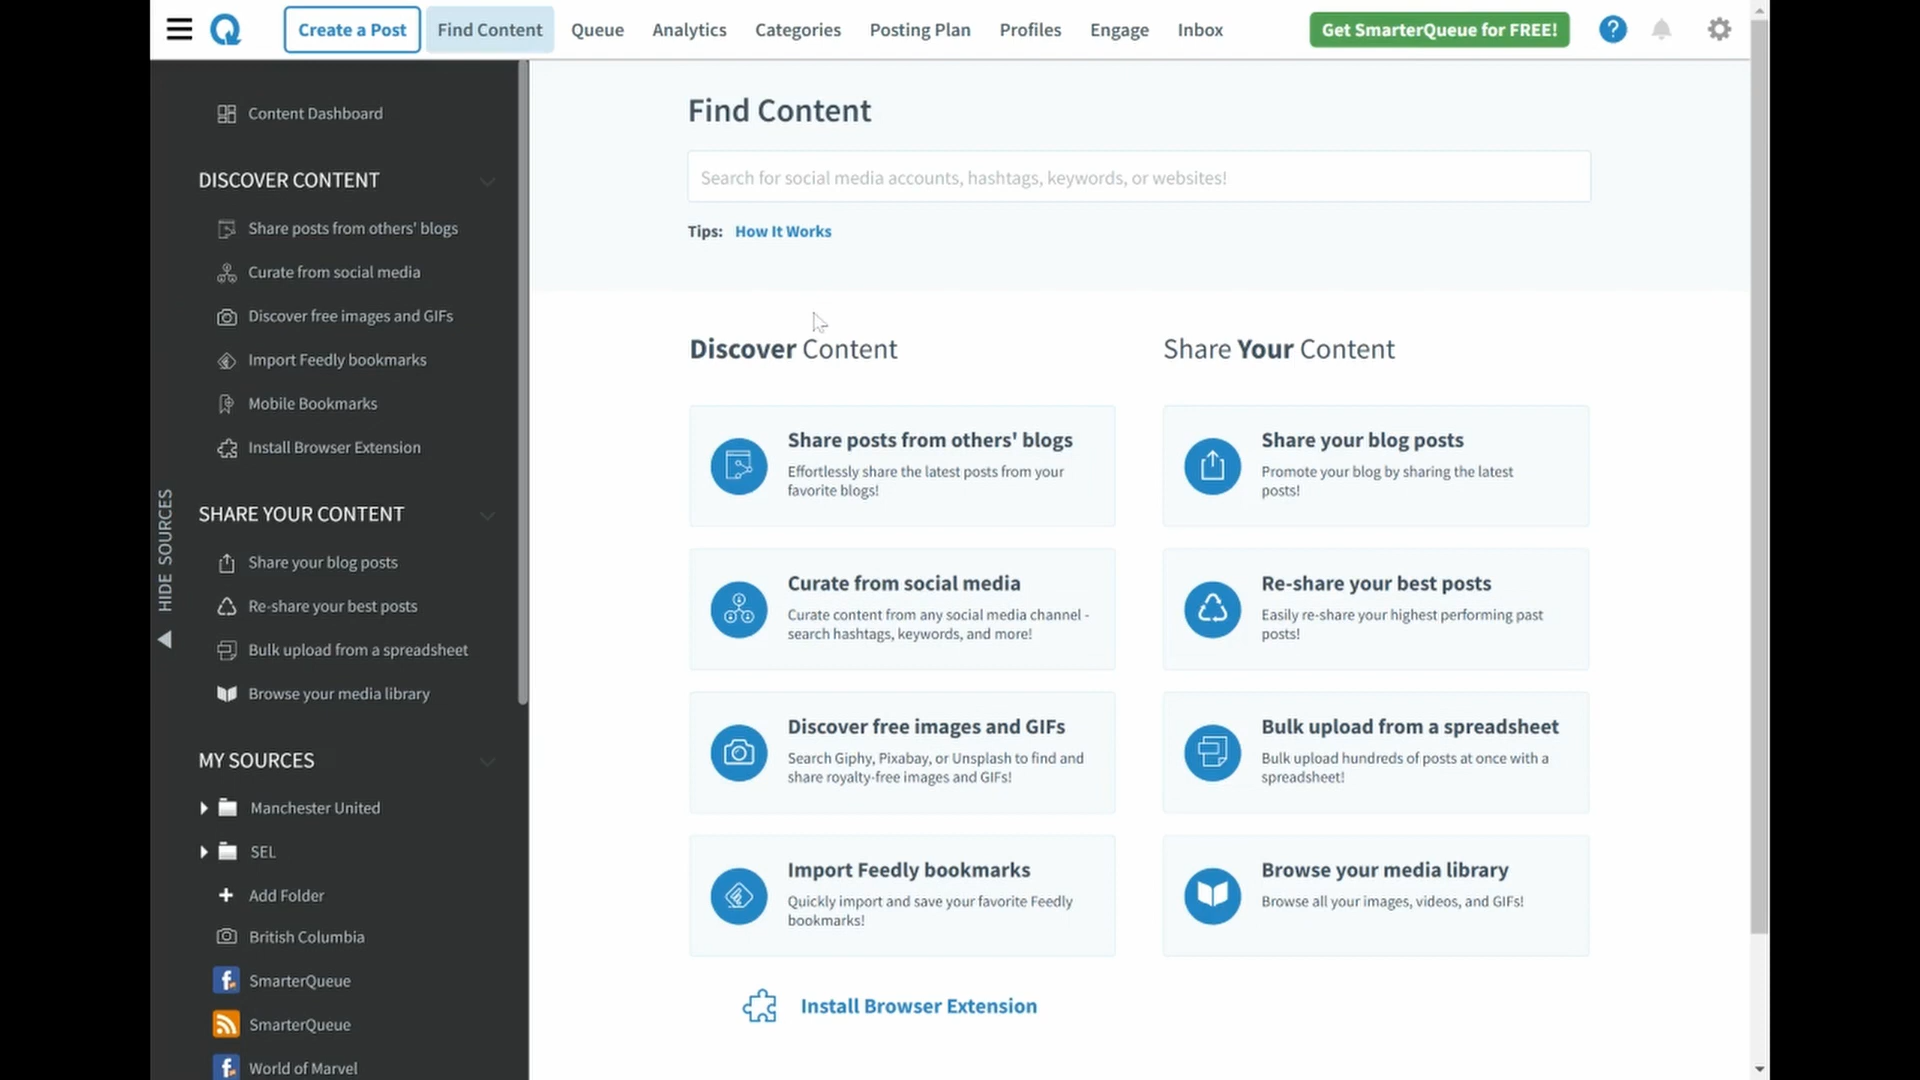 Create a Post
Find Content
Queue
Analytics
Categories
Posting Plan
Profiles
Engage
Inbox
Get SmarterQueue for FREE!
?
Content Dashboard
DISCOVER CONTENT
Share posts from others' blogs
Curate from social media
Discover free images and GIFs
Import Feedly bookmarks
Mobile Bookmarks
Install Browser Extension
HIDE SOURCES
SHARE YOUR CONTENT
Share your blog posts
Re-share your best posts
Bulk upload from a spreadsheet
Browse your media library
MY SOURCES
Manchester United
SEL
Add Folder
British Columbia
SmarterQueue
SmarterQueue
World of Marvel
Find Content
Search for social media accounts, hashtags, keywords, or websites!
Tips: How It Works
Discover Content
Share posts from others' blogs
Effortlessly share the latest posts from your
favorite blogs!
Curate from social media
Curate content from any social media channel -
search hashtags, keywords, and more!
Discover free images and GIFs
Search Giphy, Pixabay, or Unsplash to find and
share royalty-free images and GIFs!
Import Feedly bookmarks
Quickly import and save your favorite Feedly
bookmarks!
Install Browser Extension
Share Your Content
Share your blog posts
Promote your blog by sharing the latest
posts!
Re-share your best posts
Easily re-share your highest performing past
posts!
Bulk upload from a spreadsheet
Bulk upload hundreds of posts at once with a
spreadsheet!
Browse your media library
Browse all your images, videos, and GIFs!